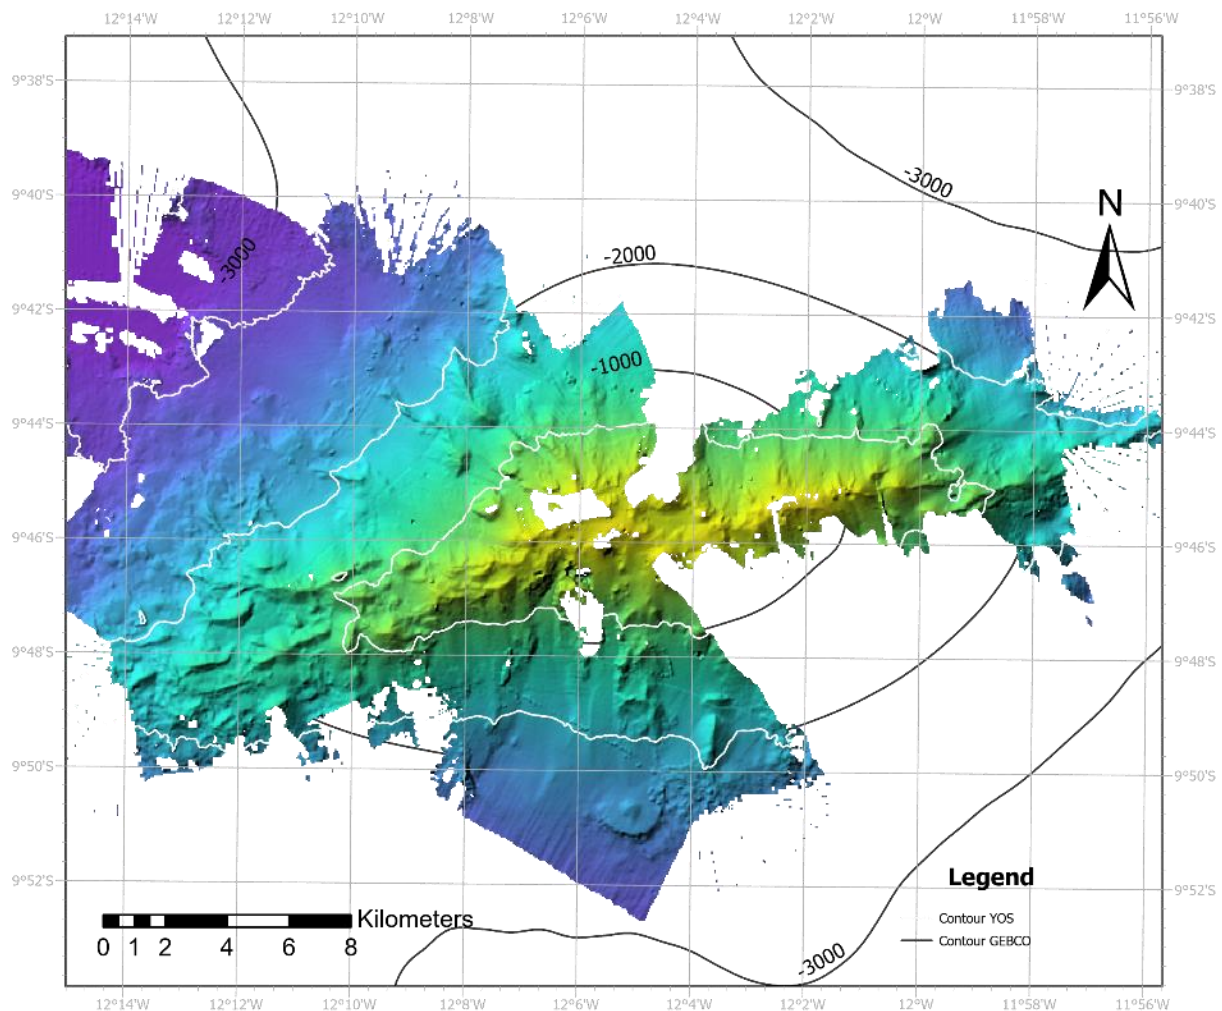 12°14'W 12°12'W 12°10'W 12°8'W 12°6'W 12°4'W 12°2'W 12°W 11°58'W 11°56'W
9°38'S 9°38'S
-3000
9°40'S 9°40'S
N
-3000
-2000
9°42'S 9°42'S
-1000
9°44'S 9°44'S
9°46'S 9°46'S
9°48'S 9°48'S
9°50'S 9°50'S
Legend
9°52'S 9°52'S
Contour YOS
Kilometers
Contour GEBCO
0 1 2 4 6 8
-3000
12°14'W 12°12'W 12°10'W 12°8'W 12°6'W 12°4'W 12°2'W 12°W 11°58'W 11°56'W